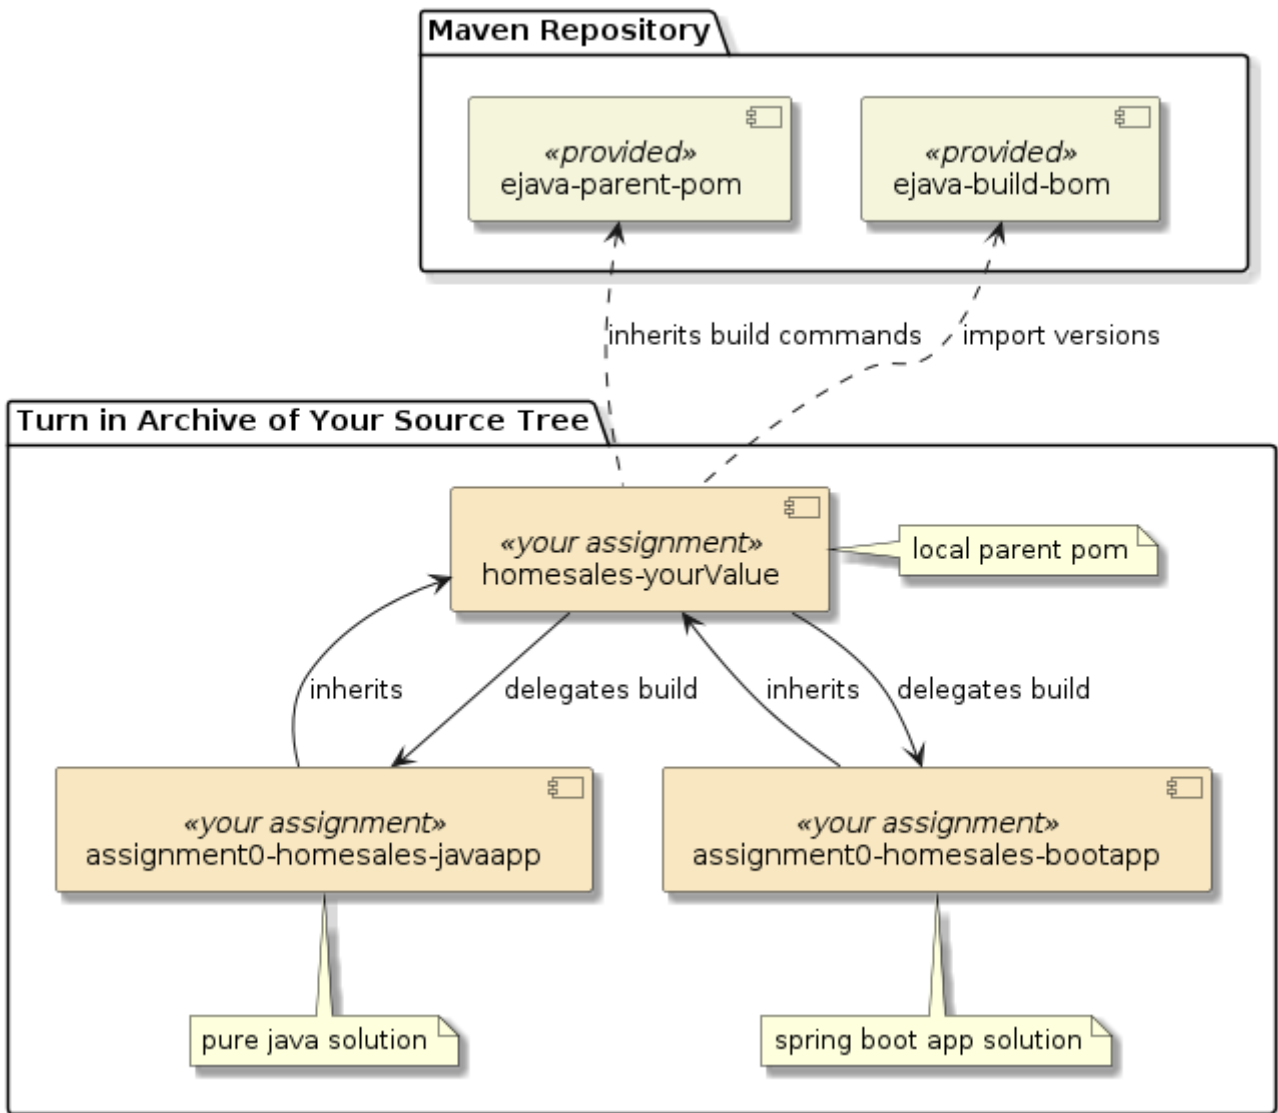 Maven Repository
«provided»
ejava-parent-pom
«provided»
ejava-build-bom
inherits build commands
import versions
Turn in Archive of Your Source Tree
«your assignment»
homesales-yourValue
local parent pom
inherits
delegates build
inherits
delegates build
«your assignment»
assignment0-homesales-javaapp
«your assignment»
assignment0-homesales-bootapp
pure java solution
spring boot app solution